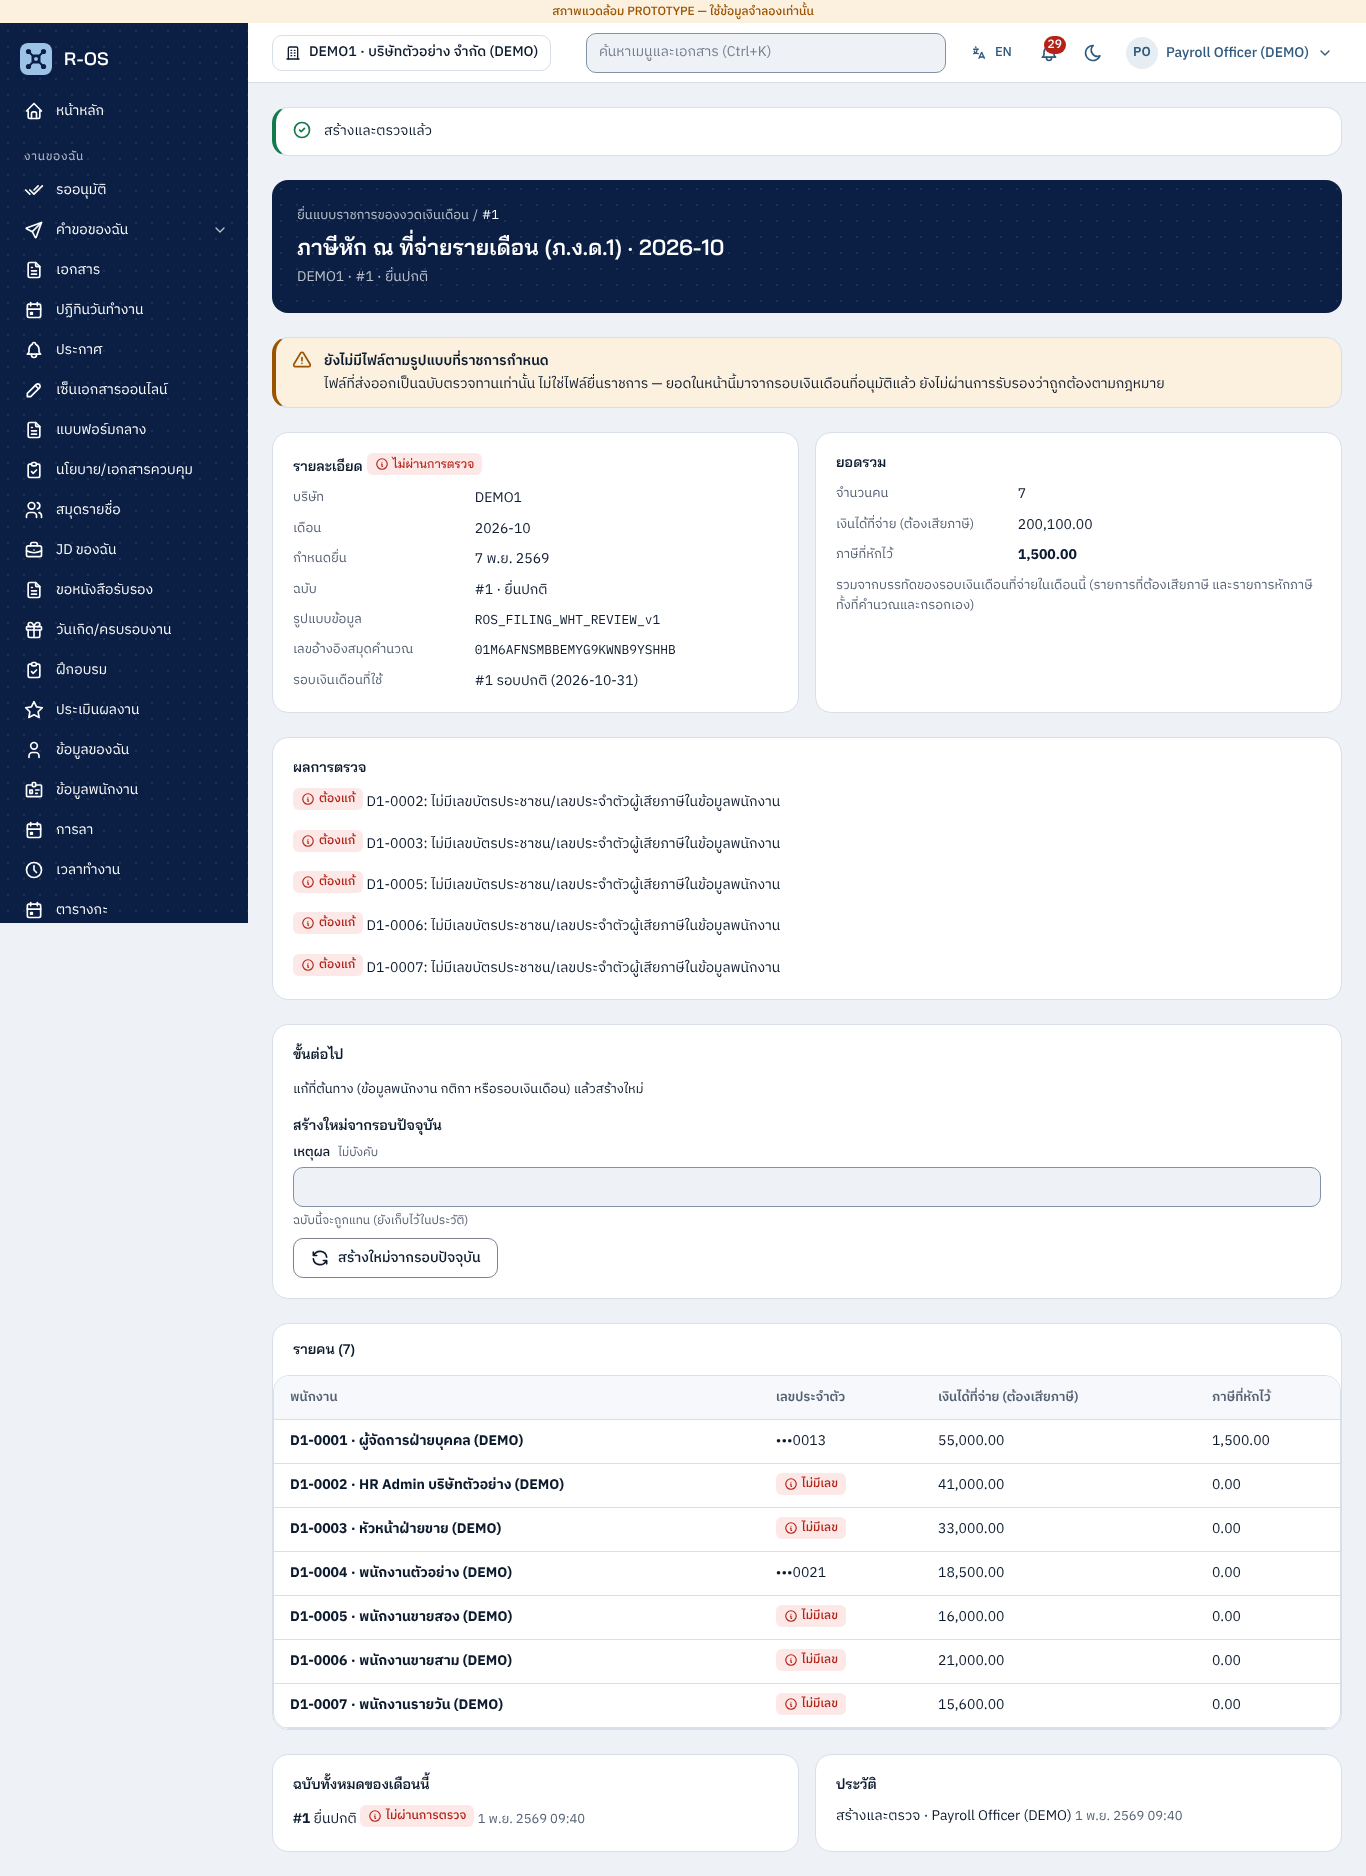 สภาพแวดล้อม PROTOTYPE — ใช้ข้อมูลจำลองเท่านั้น
R-OS
DEMO1 · บริษัทตัวอย่าง จำกัด (DEMO)
ค้นหาเมนูและเอกสาร (Ctrl+K)
EN
29
PO
Payroll Officer (DEMO)
หน้าหลัก
งานของฉัน
รออนุมัติ
คำขอของฉัน
เอกสาร
ปฏิทินวันทำงาน
ประกาศ
เซ็นเอกสารออนไลน์
แบบฟอร์มกลาง
นโยบาย/เอกสารควบคุม
สมุดรายชื่อ
JD ของฉัน
ขอหนังสือรับรอง
วันเกิด/ครบรอบงาน
ฝึกอบรม
ประเมินผลงาน
ข้อมูลของฉัน
ข้อมูลพนักงาน
การลา
เวลาทำงาน
ตารางกะ
สร้างและตรวจแล้ว
ยื่นแบบราชการของงวดเงินเดือน / #1
ภาษีหัก ณ ที่จ่ายรายเดือน (ภ.ง.ด.1) · 2026-10
DEMO1 · #1 · ยื่นปกติ
ยังไม่มีไฟล์ตามรูปแบบที่ราชการกำหนด
ไฟล์ที่ส่งออกเป็นฉบับตรวจทานเท่านั้น ไม่ใช่ไฟล์ยื่นราชการ — ยอดในหน้านี้มาจากรอบเงินเดือนที่อนุมัติแล้ว ยังไม่ผ่านการรับรองว่าถูกต้องตามกฎหมาย
รายละเอียด ไม่ผ่านการตรวจ
บริษัท DEMO1
เดือน 2026-10
กำหนดยื่น 7 พ.ย. 2569
ฉบับ #1 · ยื่นปกติ
รูปแบบข้อมูล ROS_FILING_WHT_REVIEW_v1
เลขอ้างอิงสมุดคำนวณ 01M6AFNSMBBEMYG9KWNB9YSHHB
รอบเงินเดือนที่ใช้ #1 รอบปกติ (2026-10-31)
ยอดรวม
จำนวนคน 7
เงินได้ที่จ่าย (ต้องเสียภาษี) 200,100.00
ภาษีที่หักไว้ 1,500.00
รวมจากบรรทัดของรอบเงินเดือนที่จ่ายในเดือนนี้ (รายการที่ต้องเสียภาษี และรายการหักภาษี
ทั้งที่คำนวณและกรอกเอง)
ผลการตรวจ
ต้องแก้ D1-0002: ไม่มีเลขบัตรประชาชน/เลขประจำตัวผู้เสียภาษีในข้อมูลพนักงาน
ต้องแก้ D1-0003: ไม่มีเลขบัตรประชาชน/เลขประจำตัวผู้เสียภาษีในข้อมูลพนักงาน
ต้องแก้ D1-0005: ไม่มีเลขบัตรประชาชน/เลขประจำตัวผู้เสียภาษีในข้อมูลพนักงาน
ต้องแก้ D1-0006: ไม่มีเลขบัตรประชาชน/เลขประจำตัวผู้เสียภาษีในข้อมูลพนักงาน
ต้องแก้ D1-0007: ไม่มีเลขบัตรประชาชน/เลขประจำตัวผู้เสียภาษีในข้อมูลพนักงาน
ขั้นต่อไป
แก้ที่ต้นทาง (ข้อมูลพนักงาน กติกา หรือรอบเงินเดือน) แล้วสร้างใหม่
สร้างใหม่จากรอบปัจจุบัน
เหตุผล ไม่บังคับ
ฉบับนี้จะถูกแทน (ยังเก็บไว้ในประวัติ)
สร้างใหม่จากรอบปัจจุบัน
รายคน (7)
พนักงาน เลขประจำตัว เงินได้ที่จ่าย (ต้องเสียภาษี) ภาษีที่หักไว้
D1-0001 · ผู้จัดการฝ่ายบุคคล (DEMO) •••0013 55,000.00 1,500.00
D1-0002 · HR Admin บริษัทตัวอย่าง (DEMO) ไม่มีเลข 41,000.00 0.00
D1-0003 · หัวหน้าฝ่ายขาย (DEMO) ไม่มีเลข 33,000.00 0.00
D1-0004 · พนักงานตัวอย่าง (DEMO) •••0021 18,500.00 0.00
D1-0005 · พนักงานขายสอง (DEMO) ไม่มีเลข 16,000.00 0.00
D1-0006 · พนักงานขายสาม (DEMO) ไม่มีเลข 21,000.00 0.00
D1-0007 · พนักงานรายวัน (DEMO) ไม่มีเลข 15,600.00 0.00
ฉบับทั้งหมดของเดือนนี้
#1 ยื่นปกติ ไม่ผ่านการตรวจ 1 พ.ย. 2569 09:40
ประวัติ
สร้างและตรวจ · Payroll Officer (DEMO) 1 พ.ย. 2569 09:40